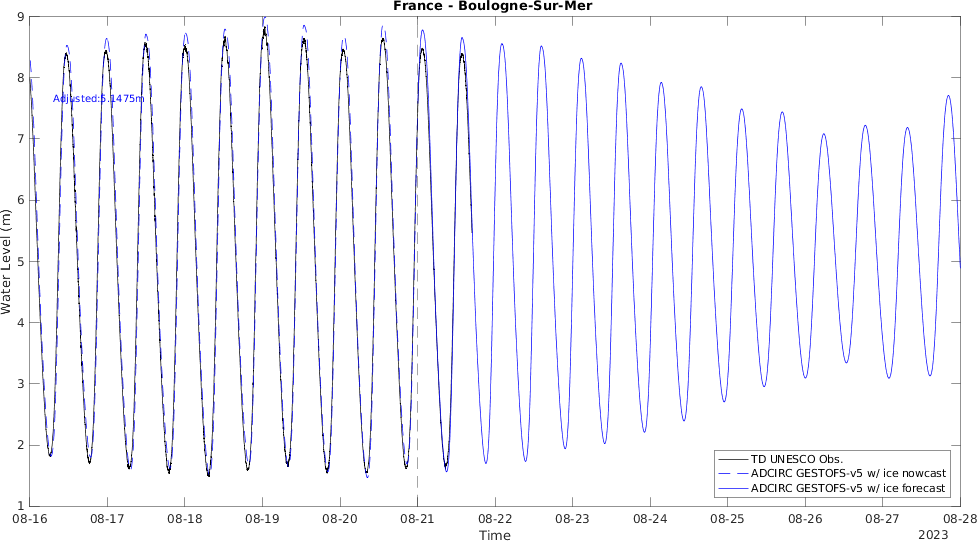 France - Boulogne-Sur-Mer
9
8
Adjusted:5.1475m
7
6
5
4
3
2
1
Water Level (m)
TD UNESCO Obs.
ADCIRC GESTOFS-v5 w/ ice nowcast
ADCIRC GESTOFS-v5 w/ ice forecast
08-16 08-17 08-18 08-19 08-20 08-21 08-22 08-23 08-24 08-25 08-26 08-27 08-28
Time
2023